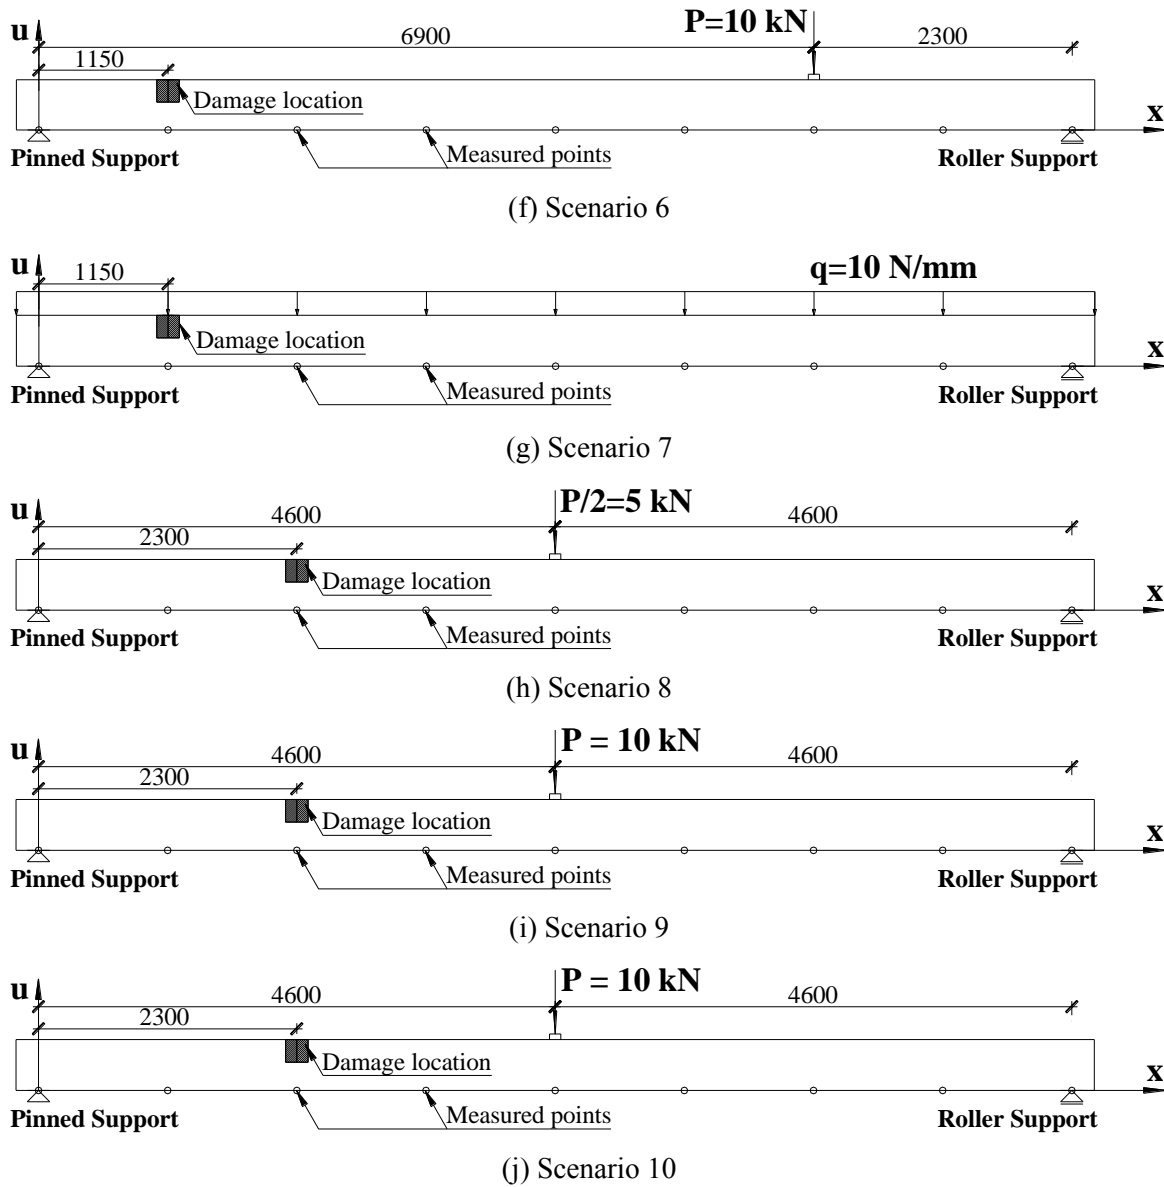 u P=10 kN
6900 2300
1150
Damage location
x
Measured points
Pinned Support Roller Support
(f) Scenario 6
u 1150 q=10 N/mm
Damage location
x
Measured points
Pinned Support Roller Support
(g) Scenario 7
u P/2=5 kN
4600 4600
2300
Damage location
x
Measured points
Pinned Support Roller Support
(h) Scenario 8
u P = 10 kN
4600 4600
2300
Damage location
x
Measured points
Pinned Support Roller Support
(i) Scenario 9
u P = 10 kN
4600 4600
2300
Damage location
x
Measured points
Pinned Support Roller Support
(j) Scenario 10